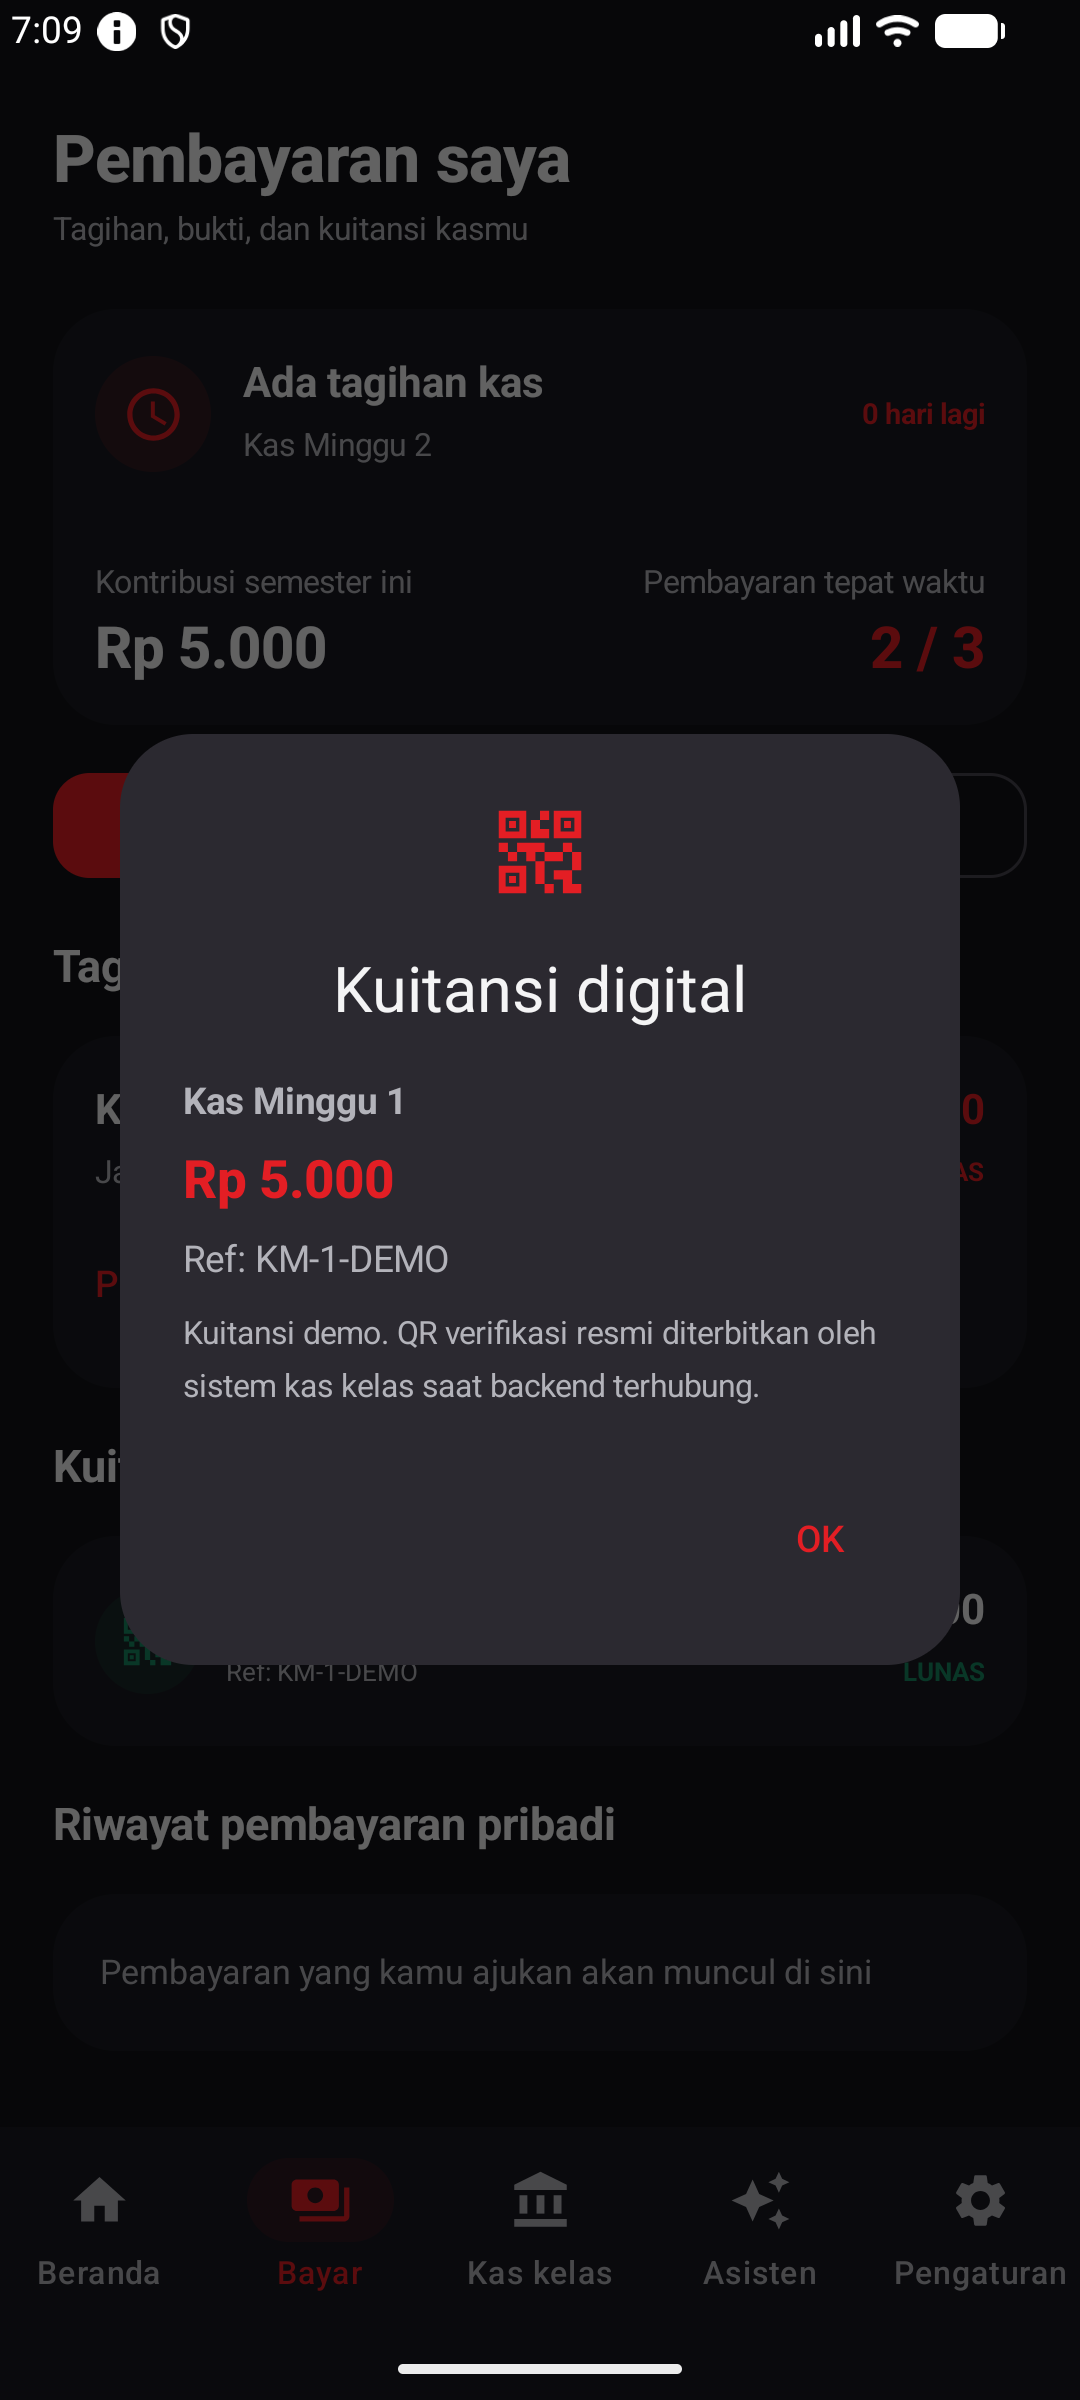 7:09
Pembayaran saya
Tagihan, bukti, dan kuitansi kasmu
Ada tagihan kas
0 hari lagi
Kas Minggu 2
Kontribusi semester ini
Pembayaran tepat waktu
Rp 5.000
2 / 3
Kuitansi digital
Kas Minggu 1
Rp 5.000
Ref: KM-1-DEMO
Kuitansi demo. QR verifikasi resmi diterbitkan oleh
sistem kas kelas saat backend terhubung.
OK
Ref: KM-1-DEMO
LUNAS
Riwayat pembayaran pribadi
Pembayaran yang kamu ajukan akan muncul di sini
Beranda
Bayar
Kas kelas
Asisten
Pengaturan